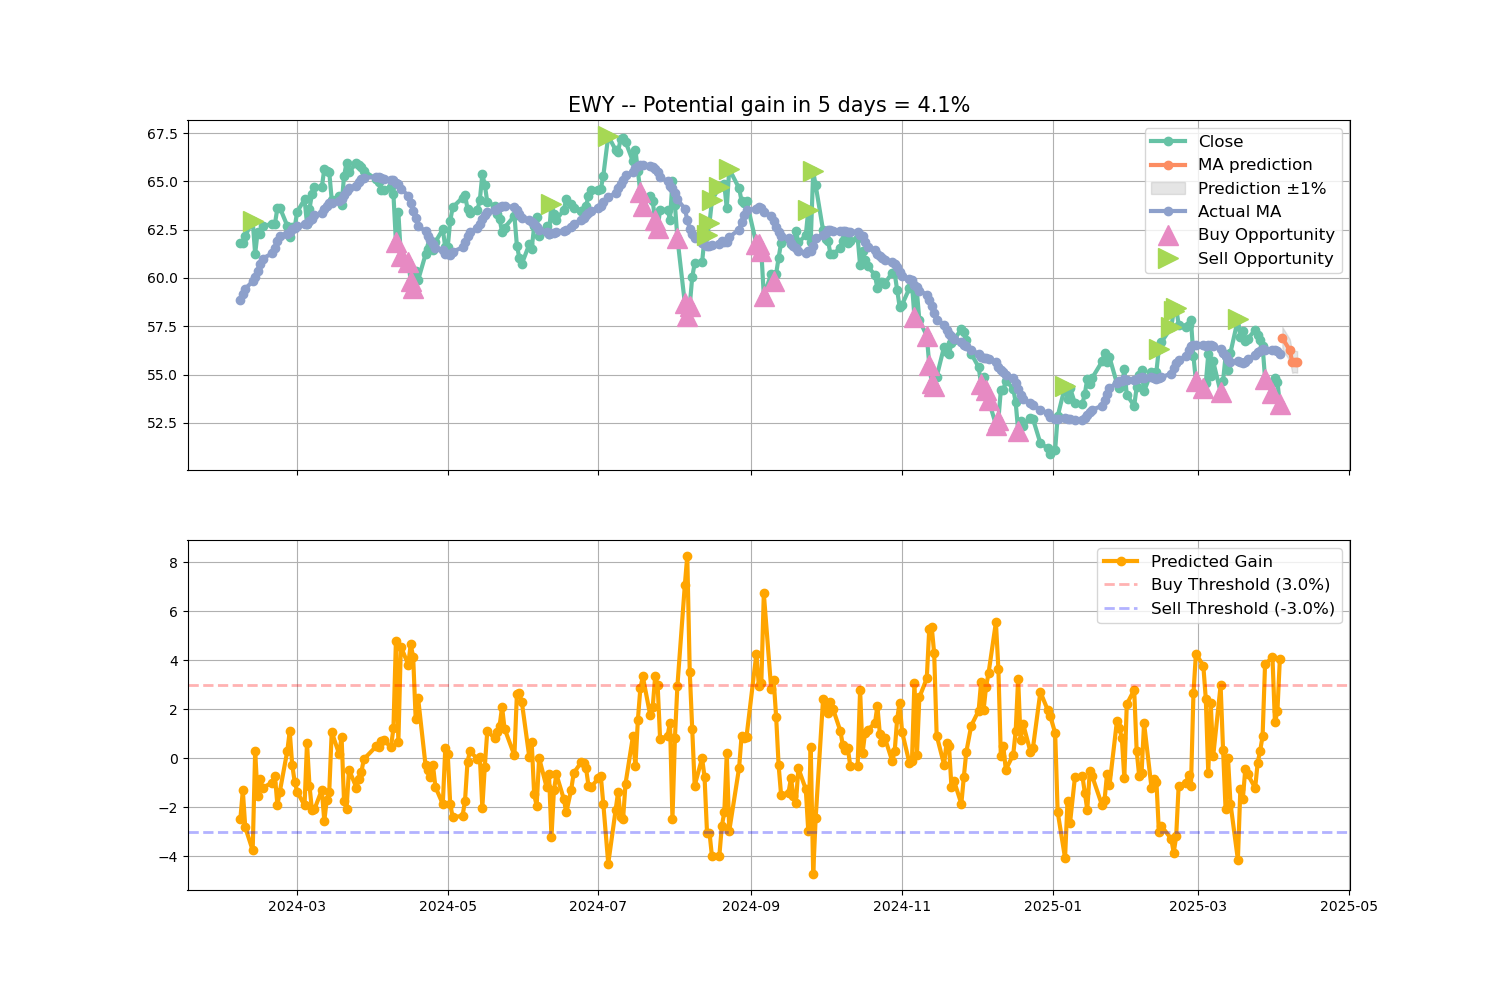 EWY -- Potential gain in 5 days = 4.1%
67.5
65.0
62.5
60.0
57.5
55.0
52.5
Close
MA prediction
Prediction ±1%
Actual MA
Buy Opportunity
Sell Opportunity
8
6
4
2
0
−2
−4
Predicted Gain
Buy Threshold (3.0%)
Sell Threshold (-3.0%)
2024-03 2024-05 2024-07 2024-09 2024-11 2025-01 2025-03 2025-05